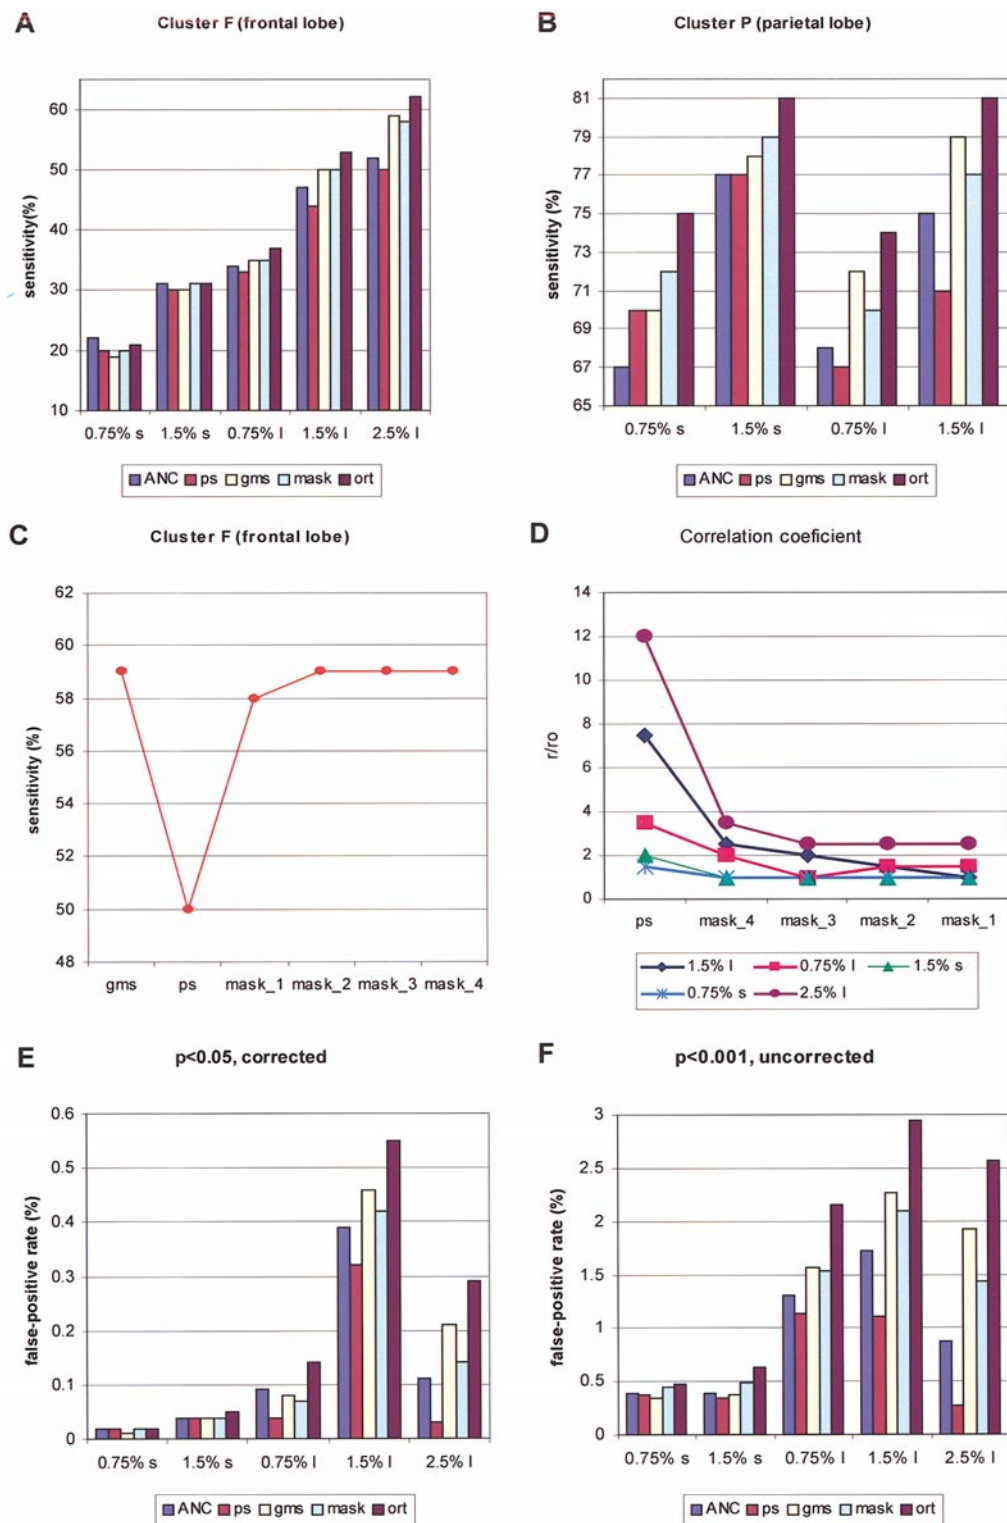 A
Cluster F (frontal lobe)
sensitivity(%)
60
50
40
30
20
10
0.75% s 1.5% s 0.75% l 1.5% l 2.5% l
ANC ps gms mask ort
B
Cluster P (parietal lobe)
sensitivity (%)
81
79
77
75
73
71
69
67
65
0.75% s 1.5% s 0.75% l 1.5% l
ANC ps gms mask ort
C
Cluster F (frontal lobe)
sensitivity (%)
62
60
58
56
54
52
50
48
gms ps mask_1 mask_2 mask_3 mask_4
D
Correlation coeficient
r/ro
14
12
10
8
6
4
2
0
ps mask_4 mask_3 mask_2 mask_1
1.5% l 0.75% l 1.5% s
0.75% s 2.5% l
E
p<0.05, corrected
false-positive rate (%)
0.6
0.5
0.4
0.3
0.2
0.1
0
0.75% s 1.5% s 0.75% l 1.5% l 2.5% l
ANC ps gms mask ort
F
p<0.001, uncorrected
false-positive rate (%)
3
2.5
2
1.5
1
0.5
0
0.75% s 1.5% s 0.75% l 1.5% l 2.5% l
ANC ps gms mask ort